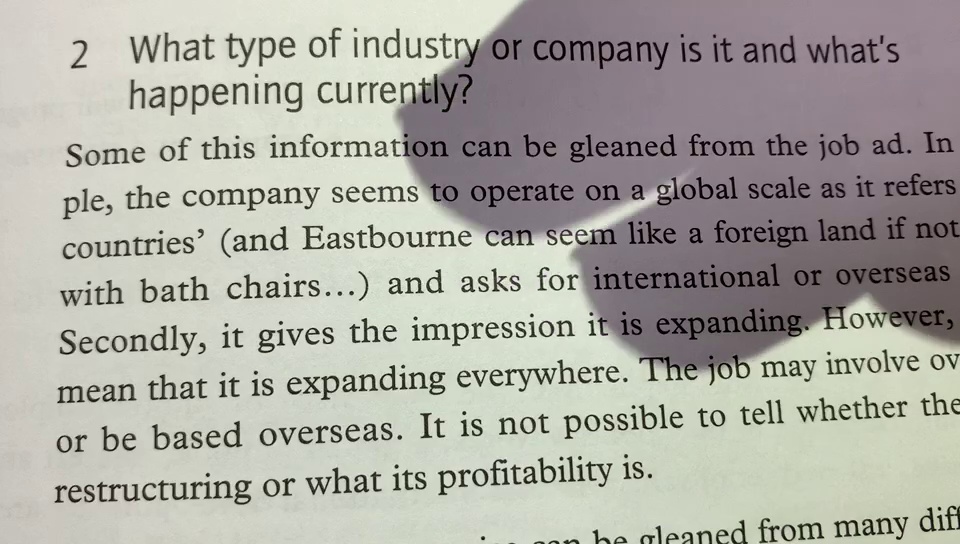 2 What type of industry or company is it and what's
happening currently?
Some of this information can be gleaned from the job ad. In
ple, the company seems to operate on a global scale as it refers
countries’ (and Eastbourne can seem like a foreign land if not
with bath chairs...) and asks for international or overseas
Secondly, it gives the impression it is expanding. However,
mean that it is expanding everywhere. The job may involve ov
or be based overseas. It is not possible to tell whether the
restructuring or what its profitability is.
can be gleaned from many diff